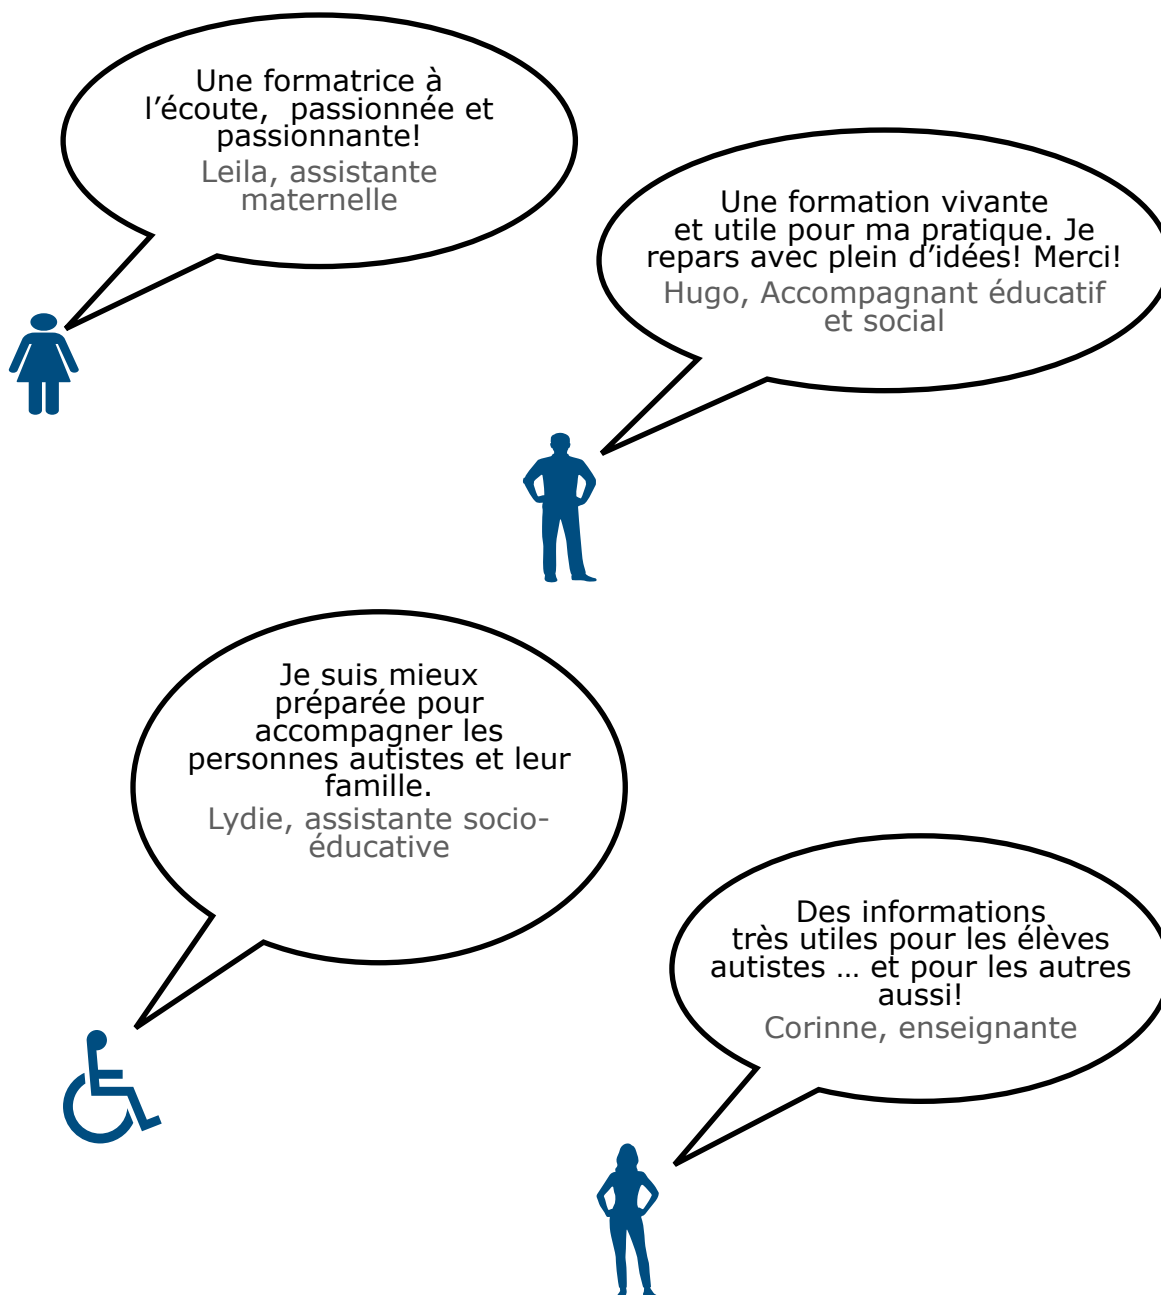 Une formatrice à
l’écoute,  passionnée et
passionnante!
Leila, assistante
maternelle
Une formation vivante
et utile pour ma pratique. Je
repars avec plein d’idées! Merci!
Hugo, Accompagnant éducatif
et social
Je suis mieux
préparée pour
accompagner les
personnes autistes et leur
famille.
Lydie, assistante socio-
éducative
Des informations
très utiles pour les élèves
autistes … et pour les autres
aussi!
Corinne, enseignante